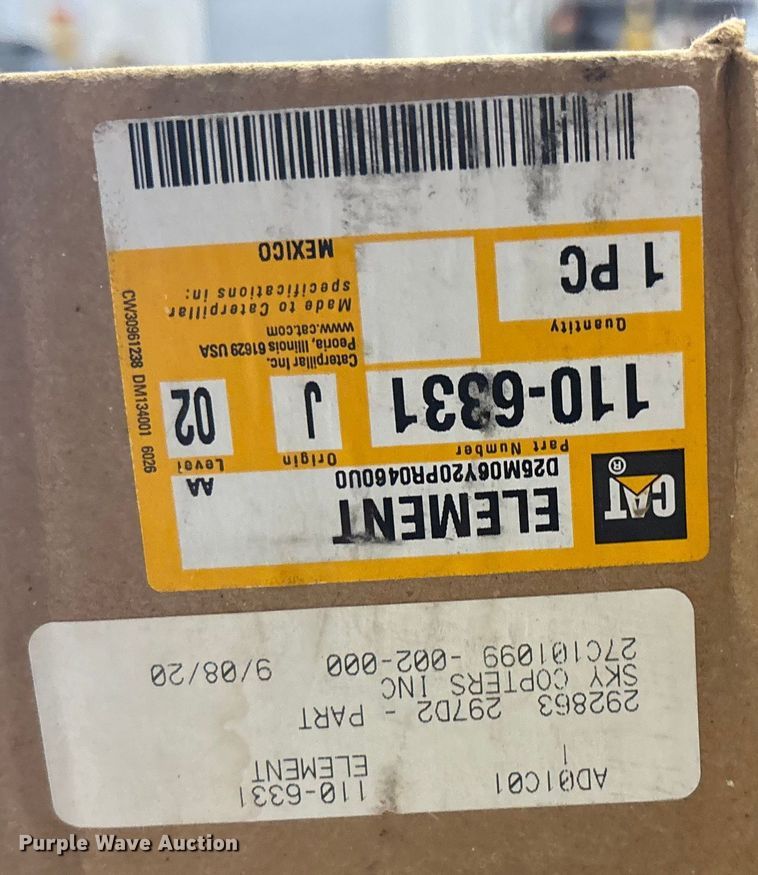 AD01C01 110-6331
1 ELEMENT
292863 297D2 - PART
SKY COPTERS INC
27C101099 -002-000 9/08/20
CAT®
ELEMENT
D25M06Y20PR0460U0 AA
Part Number Origin Level
110-6331 J 02
Caterpillar Inc.
Peoria, Illinois 61629 USA
www.cat.com
Quantity
1 PC
Made to Caterpillar
specifications in:
MEXICO
CW30961238 DM134001 6026
Purple Wave Auction